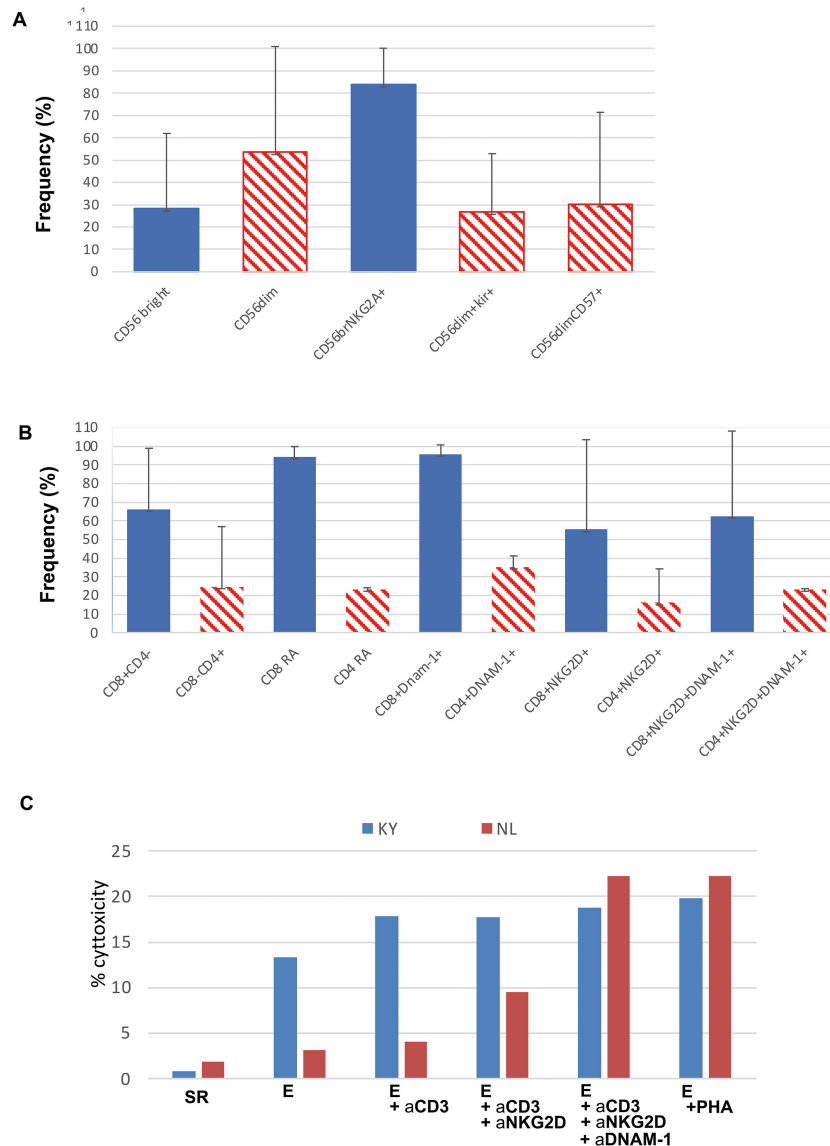 A
110
100
90
80
70
60
50
40
30
20
10
0
Frequency (%)
CD56 bright
CD56dim
CD56brNKG2A+
CD56dim+kir+
CD56dimCD57+
B
110
100
90
80
70
60
50
40
30
20
10
0
Frequency (%)
CD8+CD4-
CD8-CD4+
CD8 RA
CD4 RA
CD8+Dnam-1+
CD4+DNAM-1+
CD8+NKG2D+
CD4+NKG2D+
CD8+NKG2D+DNAM-1+
CD4+NKG2D+DNAM-1+
C
KY NL
25
20
15
10
5
0
% cyttoxicity
SR
E
E
+ aCD3
E
+ aCD3
+ aNKG2D
E
+ aCD3
+ aNKG2D
+ aDNAM-1
E
+PHA